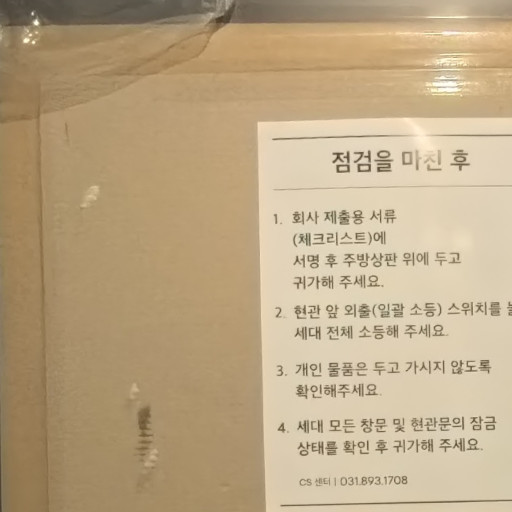 점검을 마친 후
1. 회사 제출용 서류
(체크리스트)에
서명 후 주방상판 위에 두고
귀가해 주세요.
2. 현관 앞 외출(일괄 소등) 스위치를
세대 전체 소등해 주세요.
3. 개인 물품은 두고 가시지 않도록
확인해주세요.
4. 세대 모든 창문 및 현관문의 잠금
상태를 확인 후 귀가해 주세요.
CS 센터 | 031.893.1708